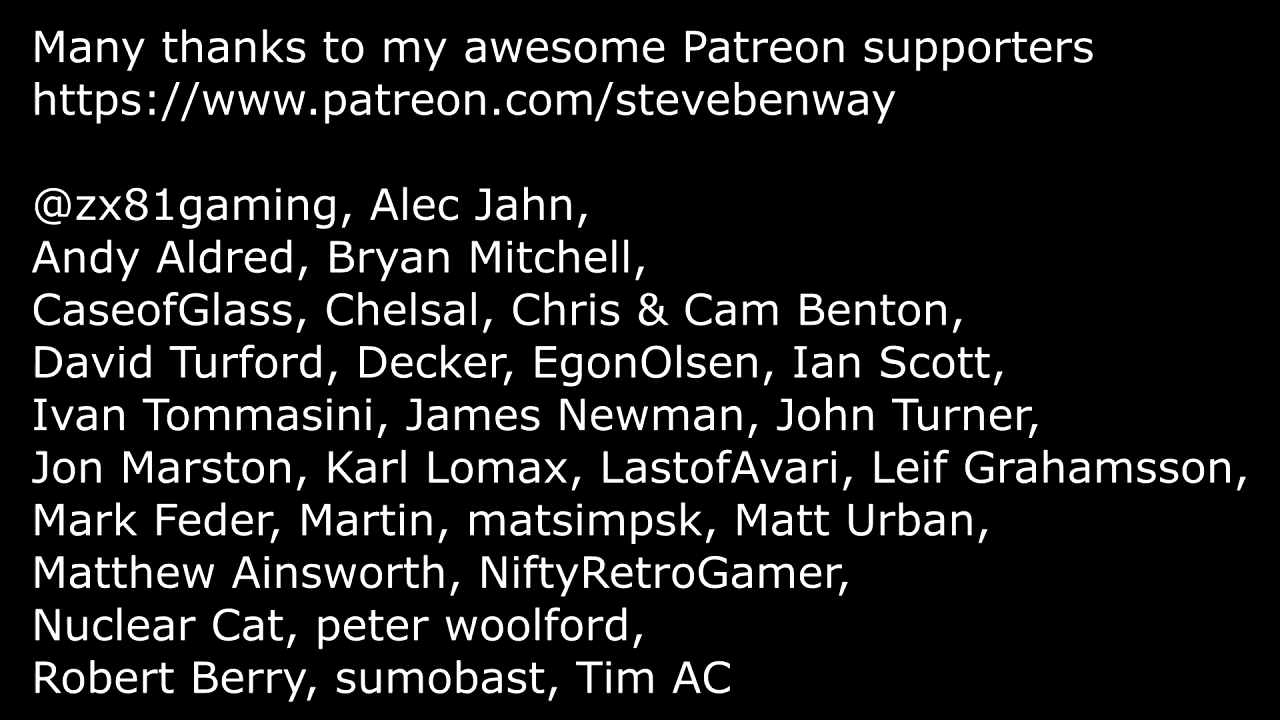 Many thanks to my awesome Patreon supporters
https://www.patreon.com/stevebenway
@zx81gaming, Alec Jahn,
Andy Aldred, Bryan Mitchell,
CaseofGlass, Chelsal, Chris & Cam Benton,
David Turford, Decker, EgonOlsen, Ian Scott,
Ivan Tommasini, James Newman, John Turner,
Jon Marston, Karl Lomax, LastofAvari, Leif Grahamsson,
Mark Feder, Martin, matsimpsk, Matt Urban,
Matthew Ainsworth, NiftyRetroGamer,
Nuclear Cat, peter woolford,
Robert Berry, sumobast, Tim AC